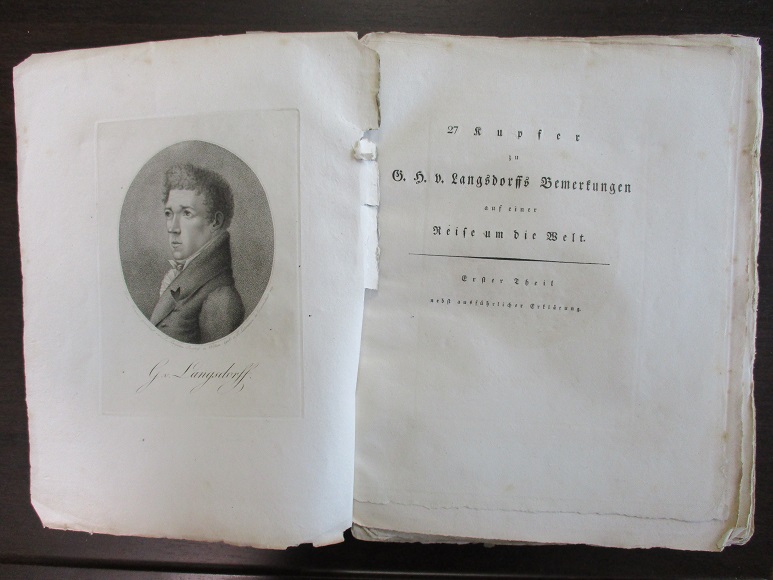 G. v. Langsdorff.
27 Kupfer
zu
G. H. v. Langsdorffs Bemerkungen
auf einer
Reise um die Welt.
Erster Theil
nebst ausführlicher Erklärung.